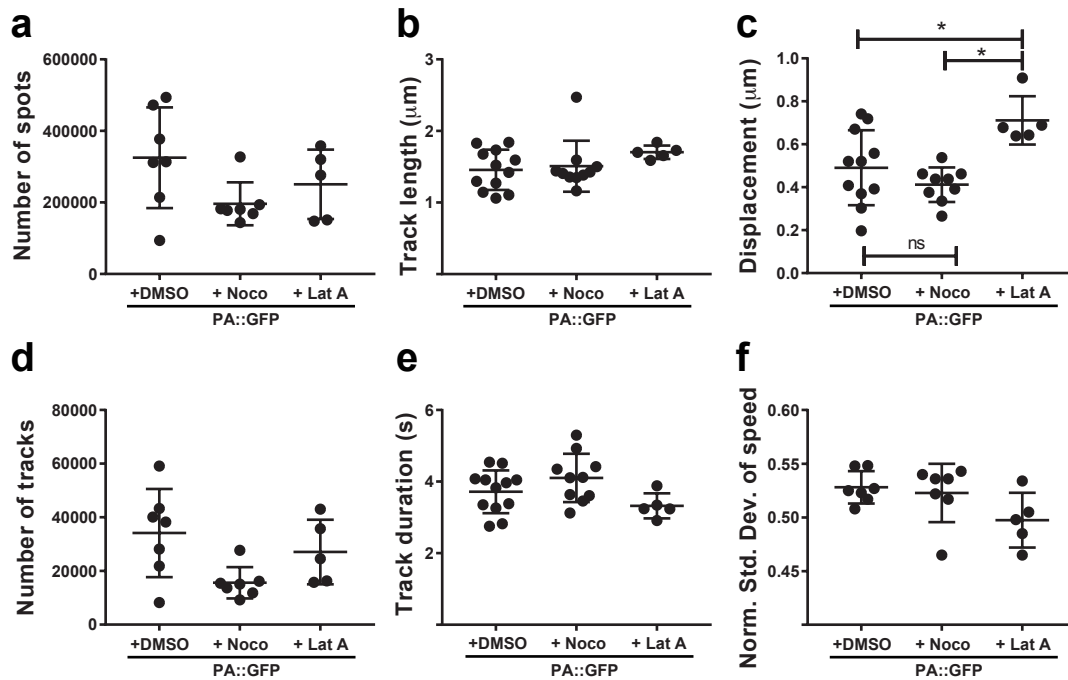 a
Number of spots
600000
400000
200000
0
+DMSO + Noco + Lat A
PA::GFP
b
Track length (μm)
3
2
1
0
+DMSO + Noco + Lat A
PA::GFP
c
Displacement (μm)
1.0
0.8
0.6
0.4
0.2
0.0
*
*
ns
+DMSO + Noco + Lat A
PA::GFP
d
Number of tracks
80000
60000
40000
20000
0
+DMSO + Noco + Lat A
PA::GFP
e
Track duration (s)
6
4
2
+DMSO + Noco + Lat A
PA::GFP
f
Norm. Std. Dev. of speed
0.60
0.55
0.50
0.45
+DMSO + Noco + Lat A
PA::GFP